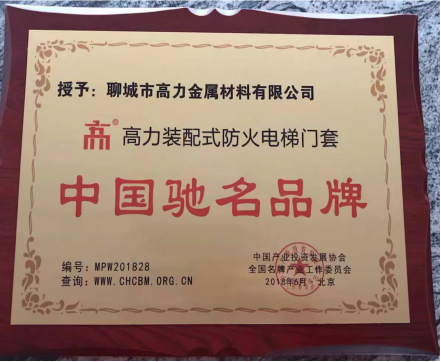 授予：聊城市高力金属材料有限公司
高®高力装配式防火电梯门套
中国驰名品牌
编号：MPW201828
查询：WWW.CHCBM.ORG.CN
中国产业投资发展协会
全国名牌产业工作委员会
2018年6月 北京